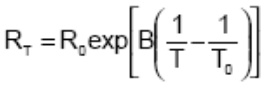 R_T = R_0 exp[B(1/T - 1/T_0)]